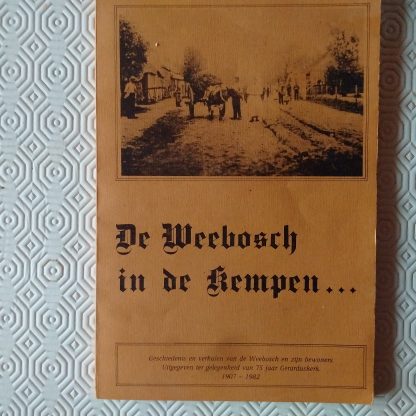 De Weebosch
in de Kempen...
Geschiedenis en verhalen van de Weebosch en zijn bewoners.
Uitgegeven ter gelegenheid van 75 jaar Gerarduskerk.
1907 - 1982